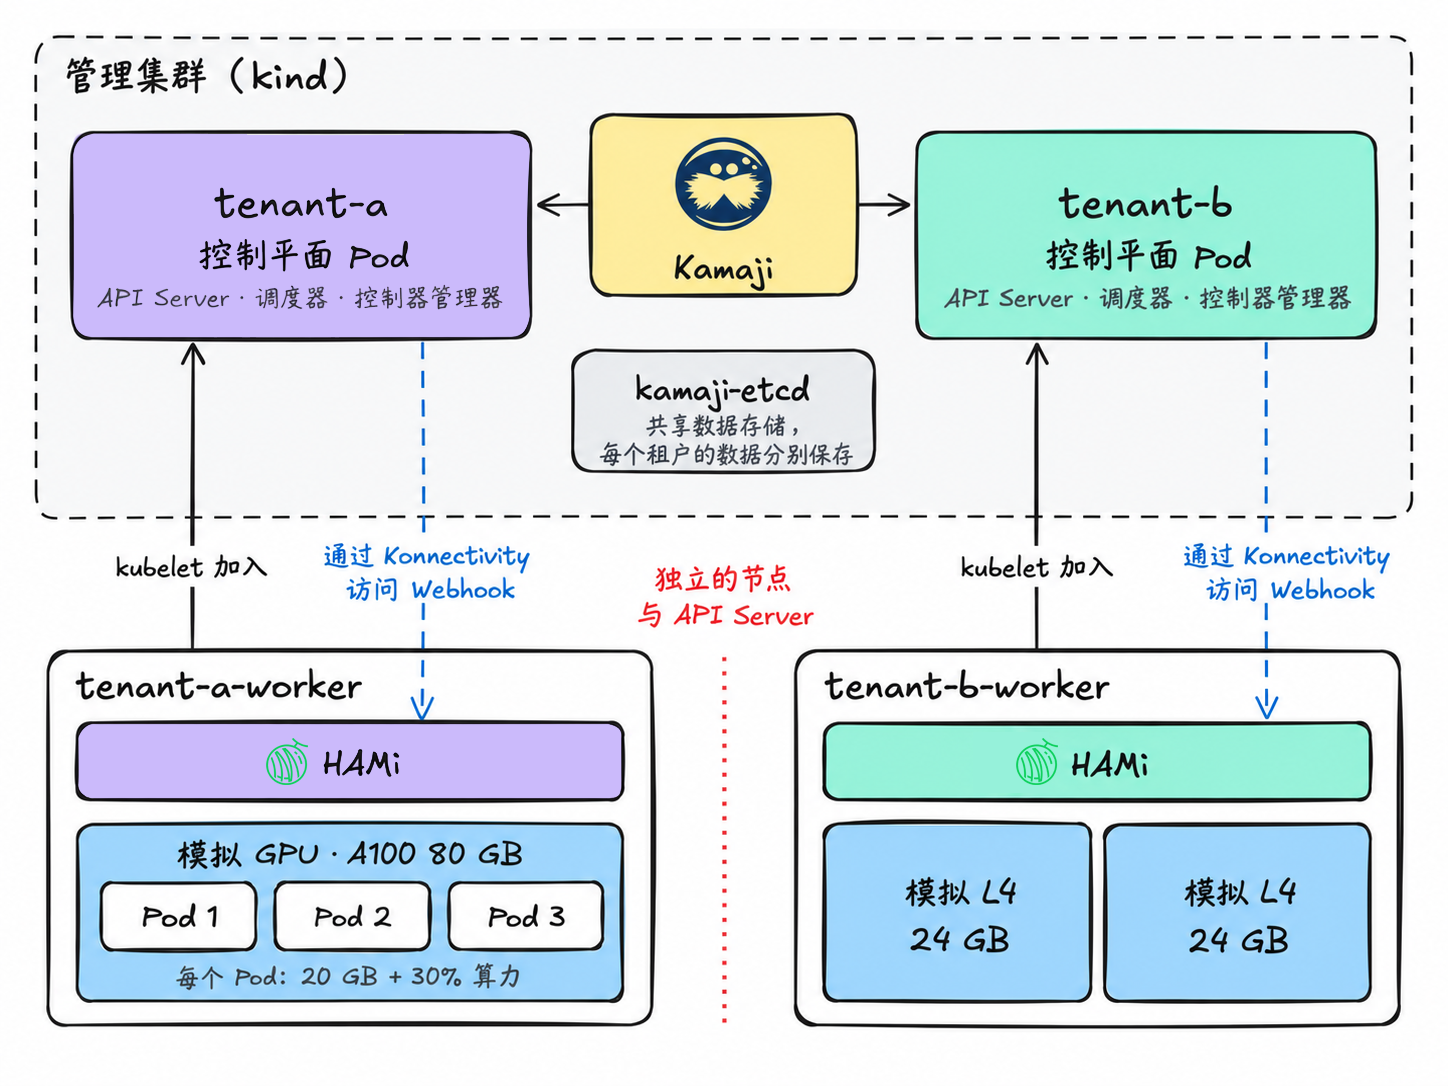 管理集群（kind）
tenant-a
控制平面 Pod
API Server · 调度器 · 控制器管理器
Kamaji
tenant-b
控制平面 Pod
API Server · 调度器 · 控制器管理器
kamaji-etcd
共享数据存储，
每个租户的数据分别保存
kubelet 加入
通过 Konnectivity
访问 Webhook
独立的节点
与 API Server
kubelet 加入
通过 Konnectivity
访问 Webhook
tenant-a-worker
HAMi
模拟 GPU · A100 80 GB
Pod 1
Pod 2
Pod 3
每个 Pod: 20 GB + 30% 算力
tenant-b-worker
HAMi
模拟 L4
24 GB
模拟 L4
24 GB